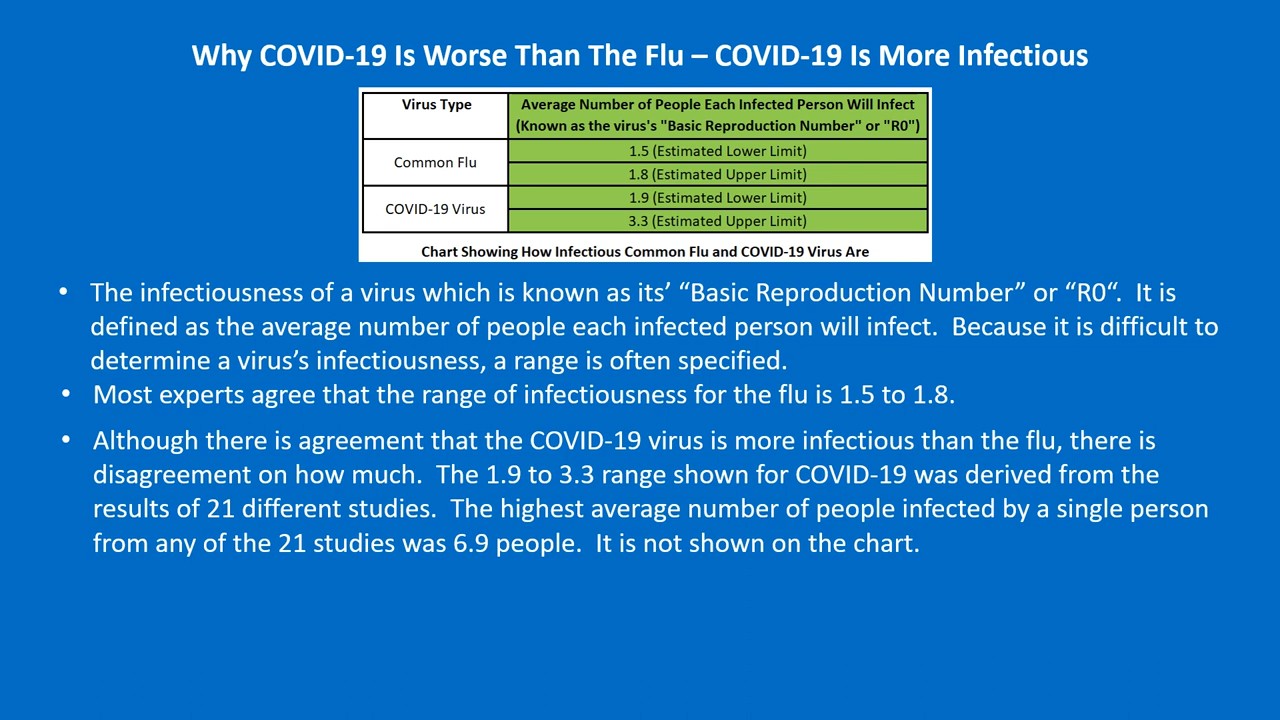 Why COVID-19 Is Worse Than The Flu – COVID-19 Is More Infectious
Virus Type
Average Number of People Each Infected Person Will Infect
(Known as the virus's "Basic Reproduction Number" or "R0")
Common Flu
1.5 (Estimated Lower Limit)
1.8 (Estimated Upper Limit)
COVID-19 Virus
1.9 (Estimated Lower Limit)
3.3 (Estimated Upper Limit)
Chart Showing How Infectious Common Flu and COVID-19 Virus Are
• The infectiousness of a virus which is known as its’ “Basic Reproduction Number” or “R0“. It is
defined as the average number of people each infected person will infect. Because it is difficult to
determine a virus’s infectiousness, a range is often specified.
• Most experts agree that the range of infectiousness for the flu is 1.5 to 1.8.
• Although there is agreement that the COVID-19 virus is more infectious than the flu, there is
disagreement on how much. The 1.9 to 3.3 range shown for COVID-19 was derived from the
results of 21 different studies. The highest average number of people infected by a single person
from any of the 21 studies was 6.9 people. It is not shown on the chart.